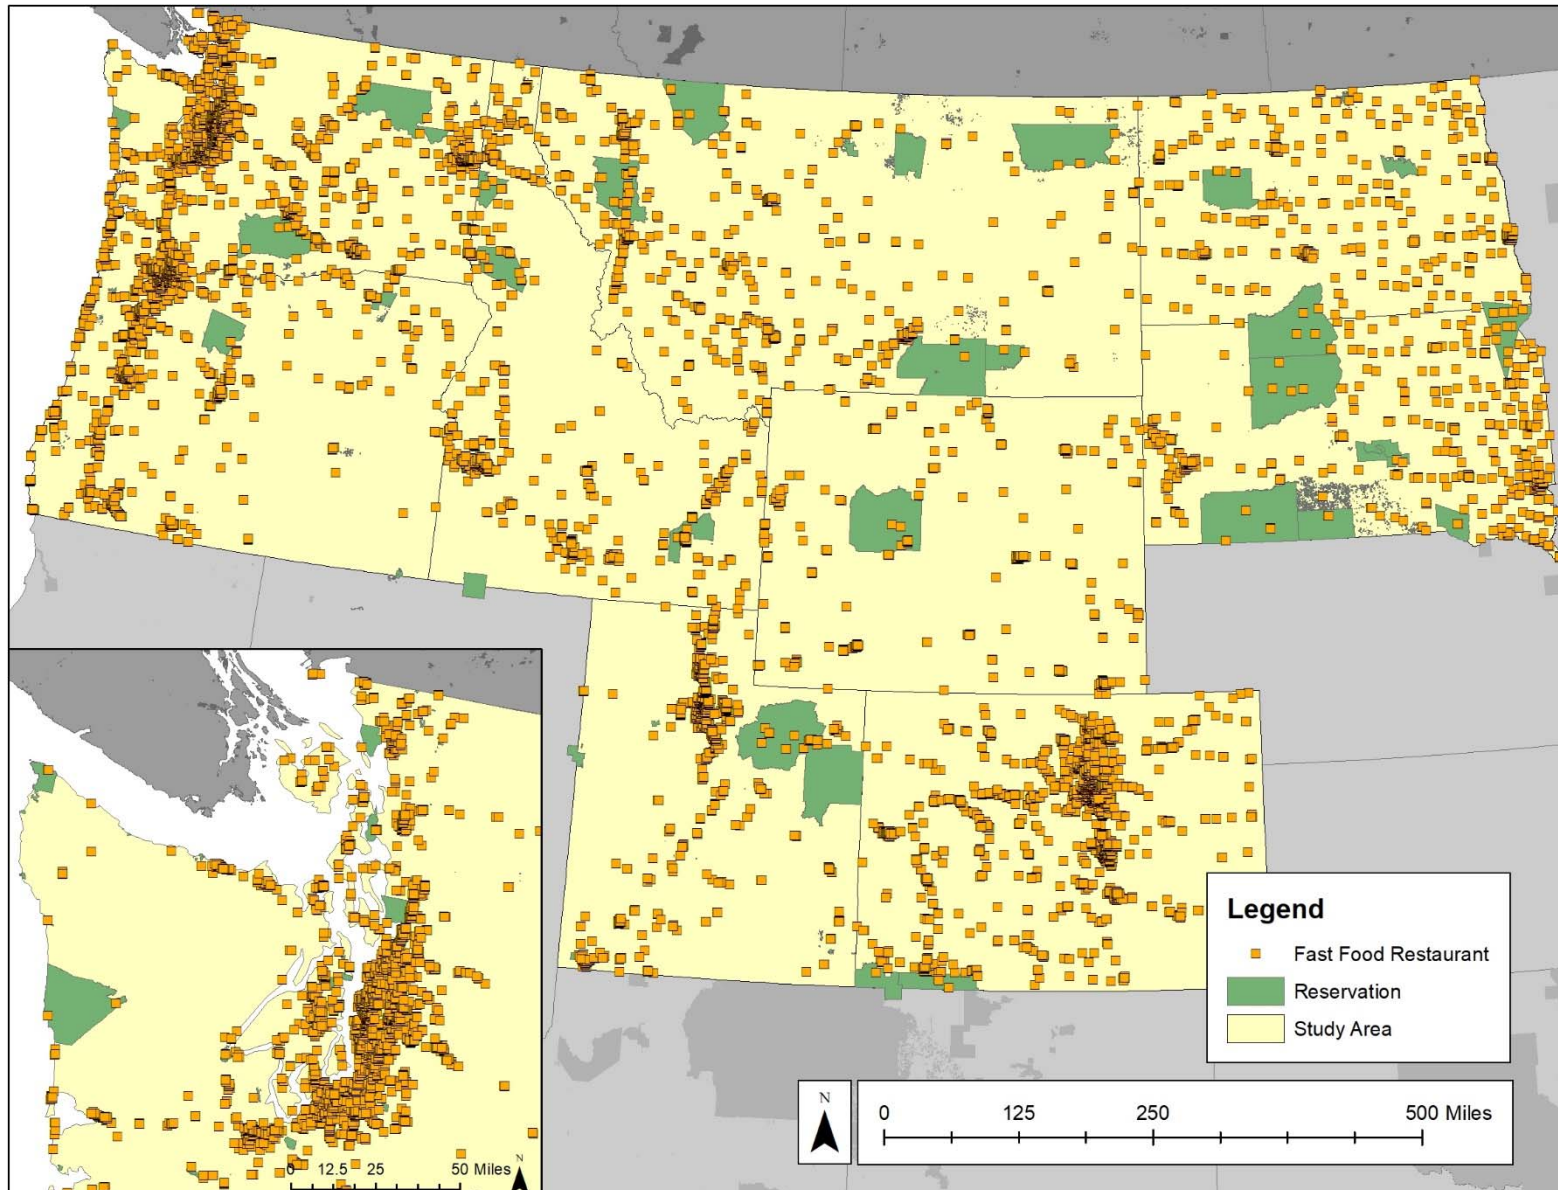 Legend
Fast Food Restaurant
Reservation
Study Area
N
0 125 250 500 Miles
N
0 12.5 25 50 Miles